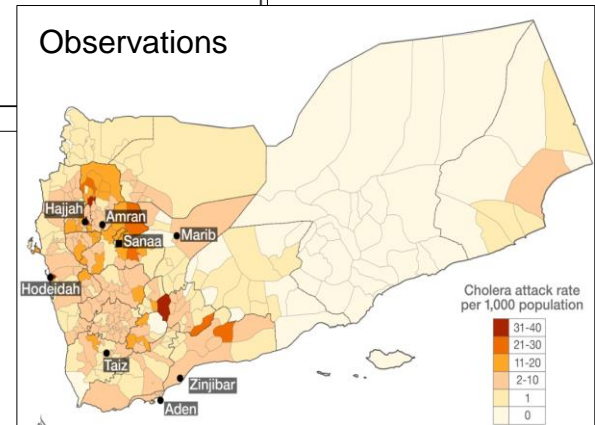 Observations
Hajjah
Amran
Sanaa
Marib
Hodeidah
Taiz
Zinjibar
Aden
Cholera attack rate
per 1,000 population
31-40
21-30
11-20
2-10
1
0